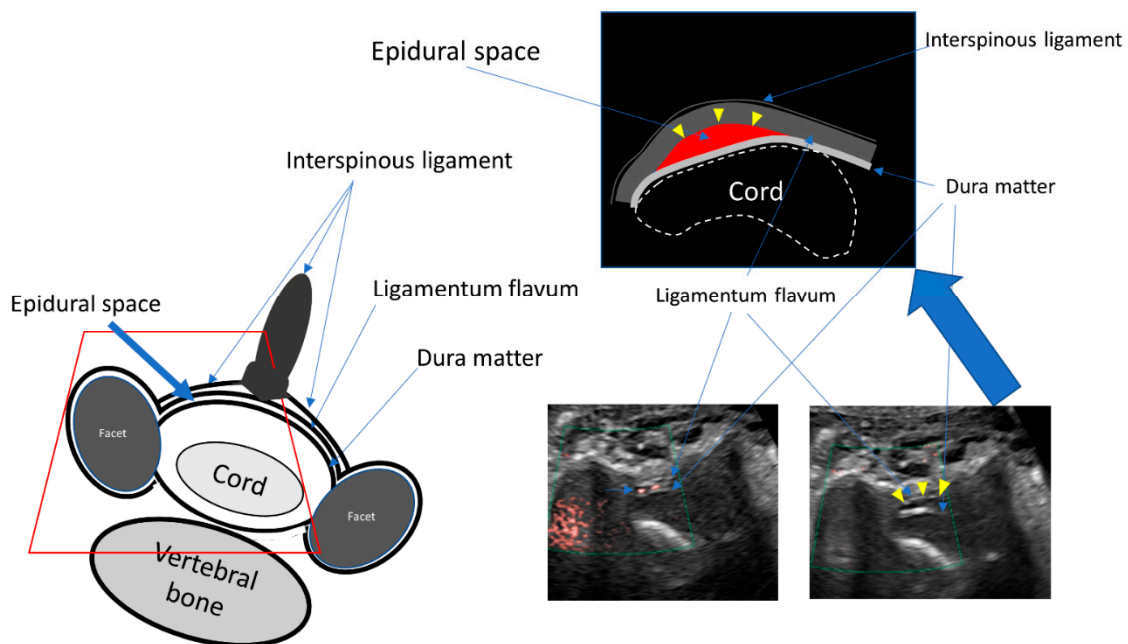 Epidural space
Interspinous ligament
Cord
Dura matter
Ligamentum flavum
Interspinous ligament
Ligamentum flavum
Epidural space
Dura matter
Facet
Cord
Facet
Vertebral
bone